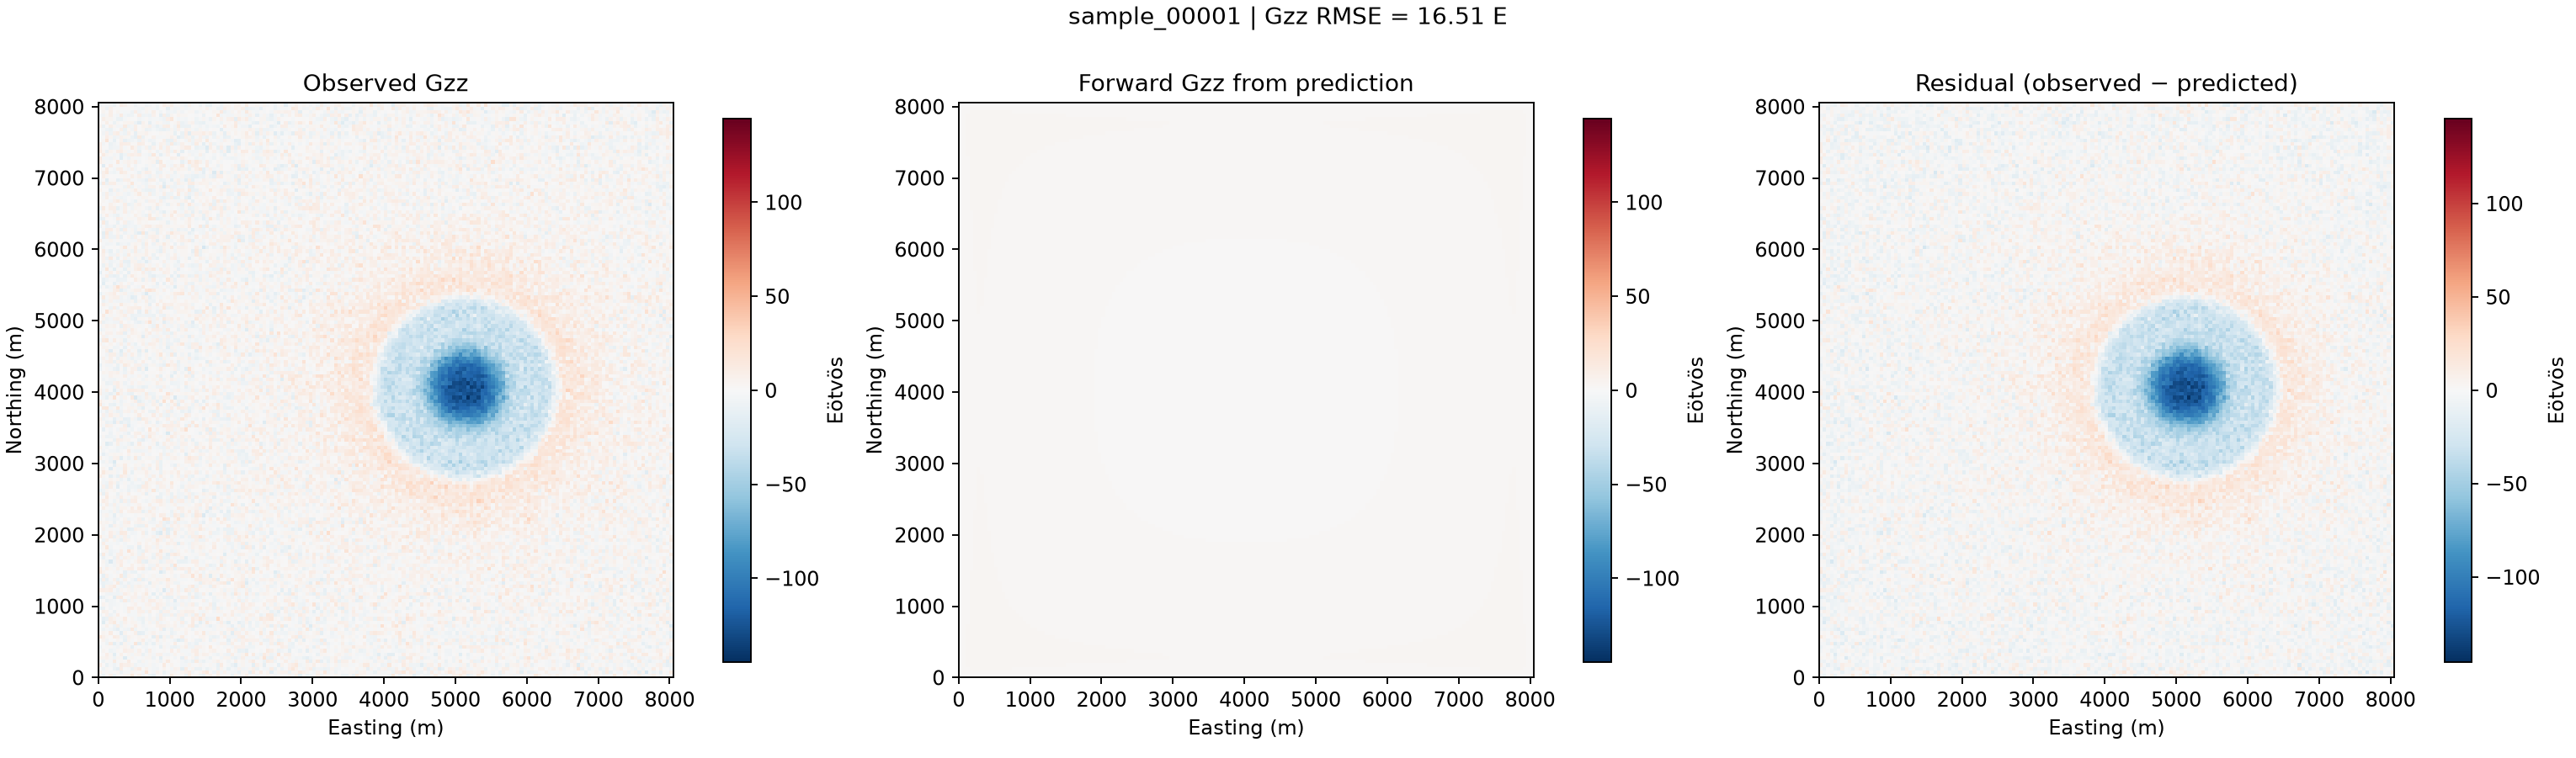 sample_00001 | Gzz RMSE = 16.51 E
Observed Gzz
8000
7000
6000
5000
4000
3000
2000
1000
0
Northing (m)
0 1000 2000 3000 4000 5000 6000 7000 8000
Easting (m)
100
50
0
−50
−100
Eötvös
Forward Gzz from prediction
8000
7000
6000
5000
4000
3000
2000
1000
0
Northing (m)
0 1000 2000 3000 4000 5000 6000 7000 8000
Easting (m)
100
50
0
−50
−100
Eötvös
Residual (observed − predicted)
8000
7000
6000
5000
4000
3000
2000
1000
0
Northing (m)
0 1000 2000 3000 4000 5000 6000 7000 8000
Easting (m)
100
50
0
−50
−100
Eötvös